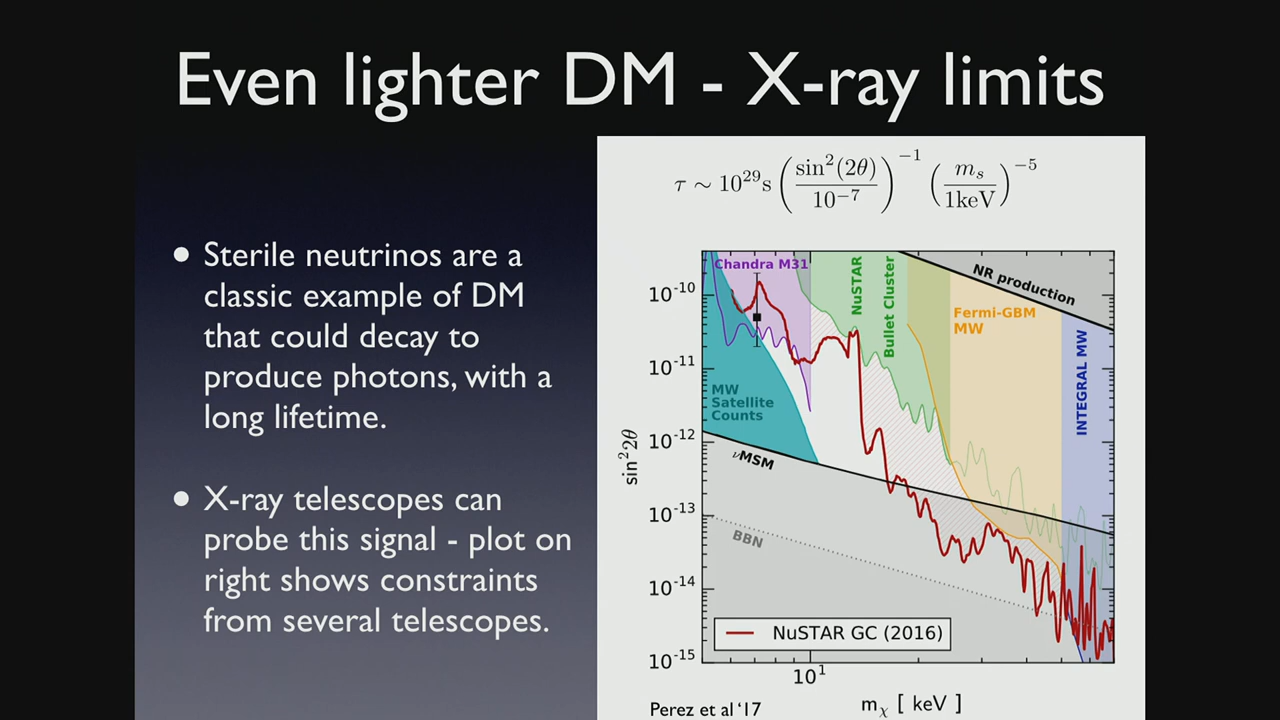 Even lighter DM - X-ray limits
• Sterile neutrinos are a
classic example of DM
that could decay to
produce photons, with a
long lifetime.
• X-ray telescopes can
probe this signal - plot on
right shows constraints
from several telescopes.
τ ∼ 10²⁹s (sin²(2θ)/10⁻⁷)⁻¹ (mₛ/1keV)⁻⁵
Chandra M31
NuSTAR
Bullet Cluster
NR production
Fermi-GBM
MW
INTEGRAL MW
MW
Satellite
Counts
νMSM
BBN
NuSTAR GC (2016)
sin²2θ
10⁻¹⁰
10⁻¹¹
10⁻¹²
10⁻¹³
10⁻¹⁴
10⁻¹⁵
10¹
mχ [ keV ]
Perez et al ‘17